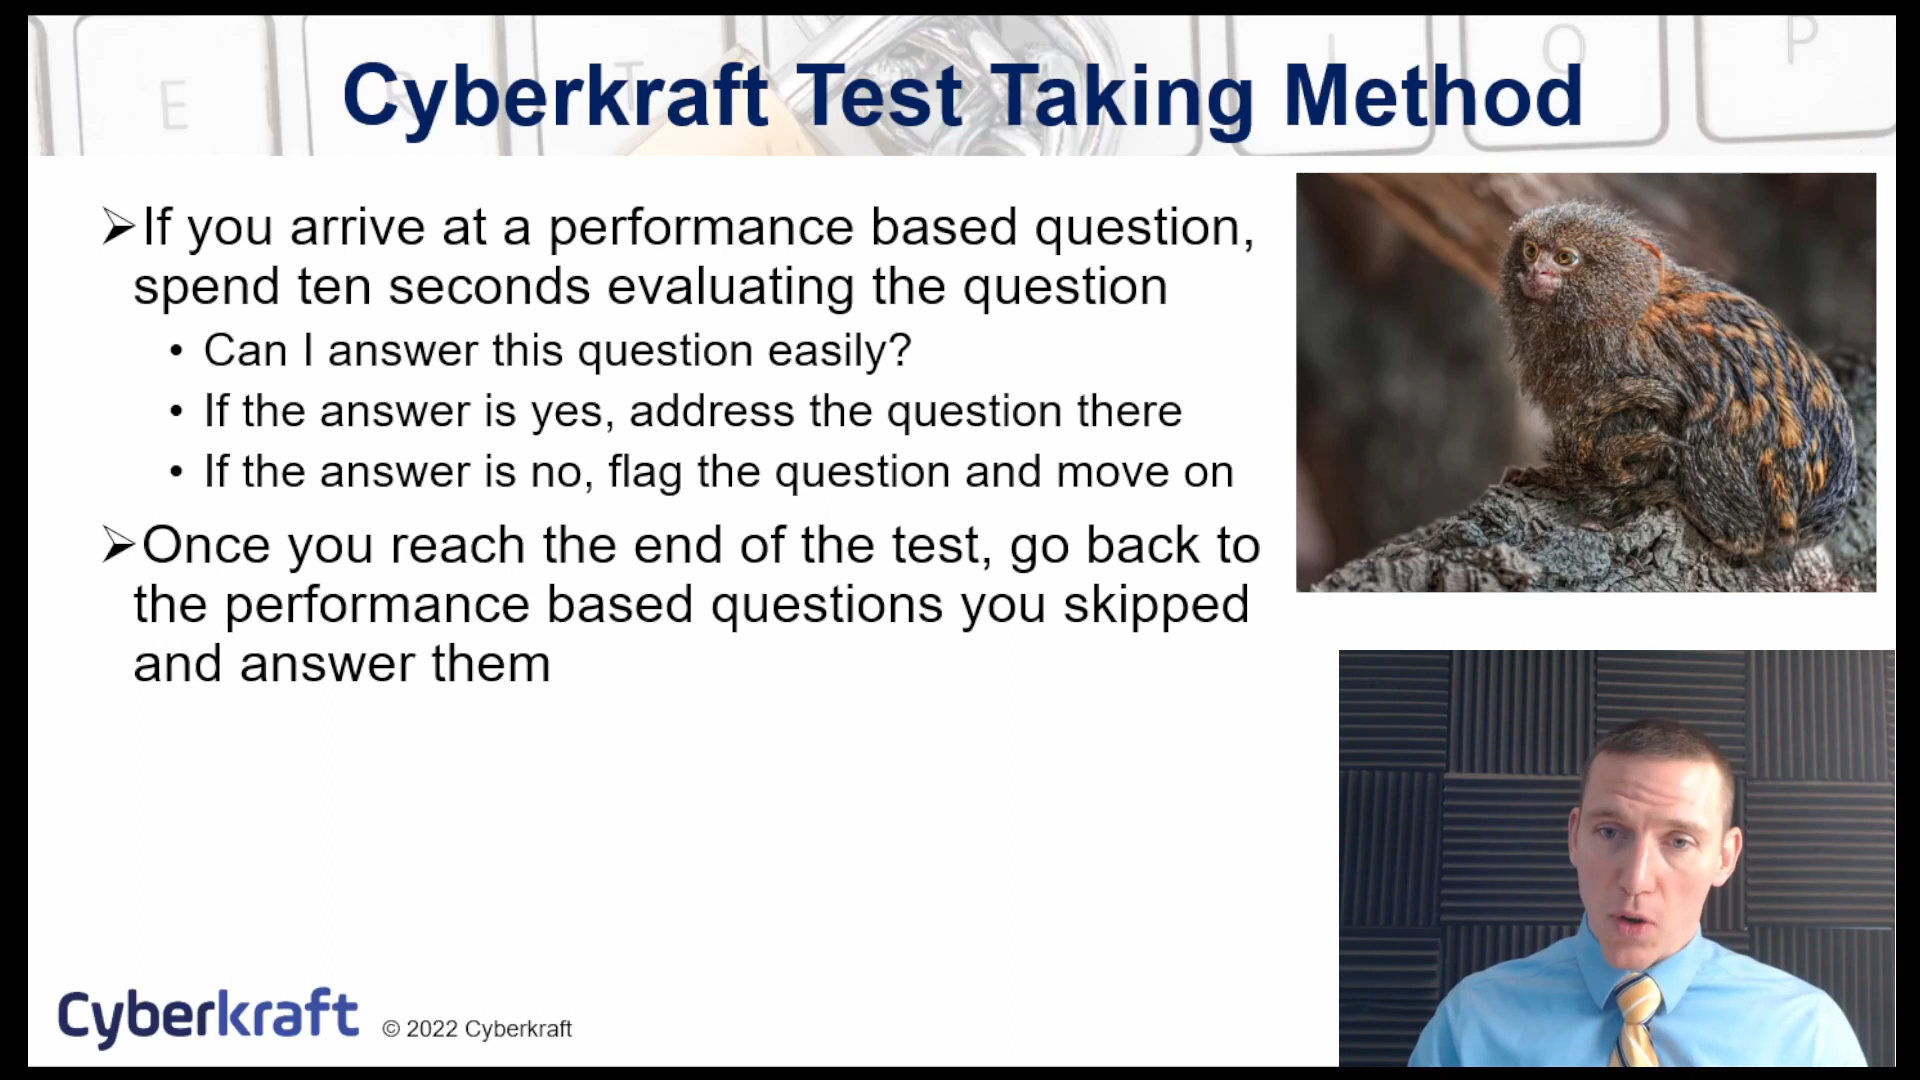 Cyberkraft Test Taking Method
E R T I O P
➢If you arrive at a performance based question,
spend ten seconds evaluating the question
• Can I answer this question easily?
• If the answer is yes, address the question there
• If the answer is no, flag the question and move on
➢Once you reach the end of the test, go back to
the performance based questions you skipped
and answer them
Cyberkraft © 2022 Cyberkraft